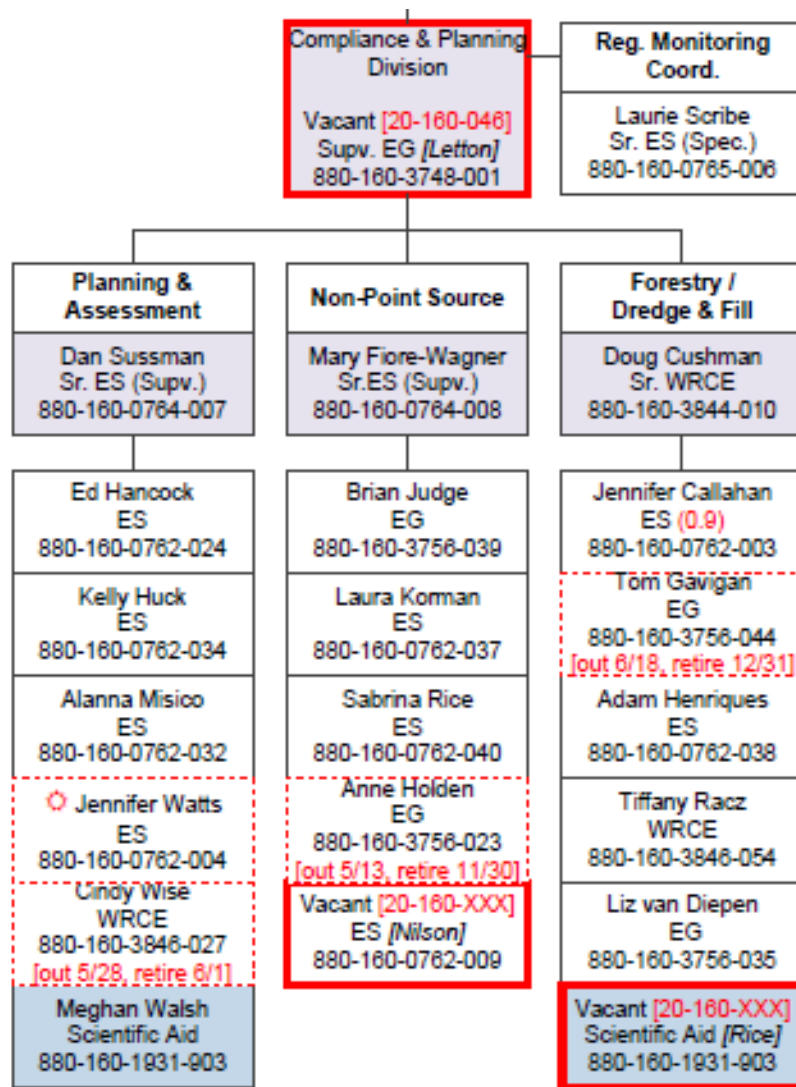 Compliance & Planning
Division
Vacant [20-160-046]
Supv. EG [Letton]
880-160-3748-001
Reg. Monitoring
Coord.
Laurie Scribe
Sr. ES (Spec.)
880-160-0765-006
Planning &
Assessment
Dan Sussman
Sr. ES (Supv.)
880-160-0764-007
Ed Hancock
ES
880-160-0762-024
Kelly Huck
ES
880-160-0762-034
Alanna Misico
ES
880-160-0762-032
Jennifer Watts
ES
880-160-0762-004
Cindy Wise
WRCE
880-160-3846-027
[out 5/28, retire 6/1]
Meghan Walsh
Scientific Aid
880-160-1931-903
Non-Point Source
Mary Fiore-Wagner
Sr.ES (Supv.)
880-160-0764-008
Brian Judge
EG
880-160-3756-039
Laura Korman
ES
880-160-0762-037
Sabrina Rice
ES
880-160-0762-040
Anne Holden
EG
880-160-3756-023
[out 5/13, retire 11/30]
Vacant [20-160-XXX]
ES [Nilson]
880-160-0762-009
Forestry /
Dredge & Fill
Doug Cushman
Sr. WRCE
880-160-3844-010
Jennifer Callahan
ES (0.9)
880-160-0762-003
Tom Gavigan
EG
880-160-3756-044
[out 6/18, retire 12/31]
Adam Henriques
ES
880-160-0762-038
Tiffany Racz
WRCE
880-160-3846-054
Liz van Diepen
EG
880-160-3756-035
Vacant [20-160-XXX]
Scientific Aid [Rice]
880-160-1931-903